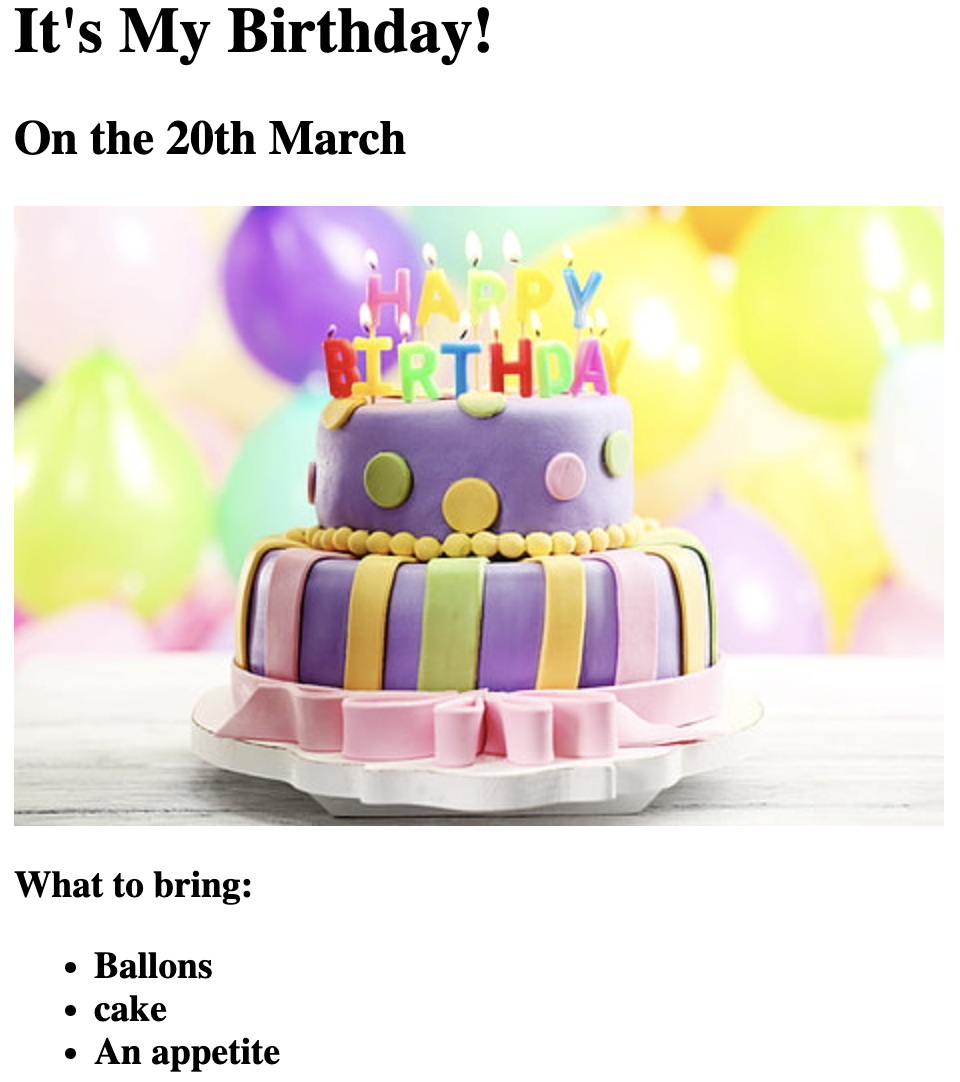 It's My Birthday!
On the 20th March
HAPPY
BIRTHDAY
What to bring:
Ballons
cake
An appetite